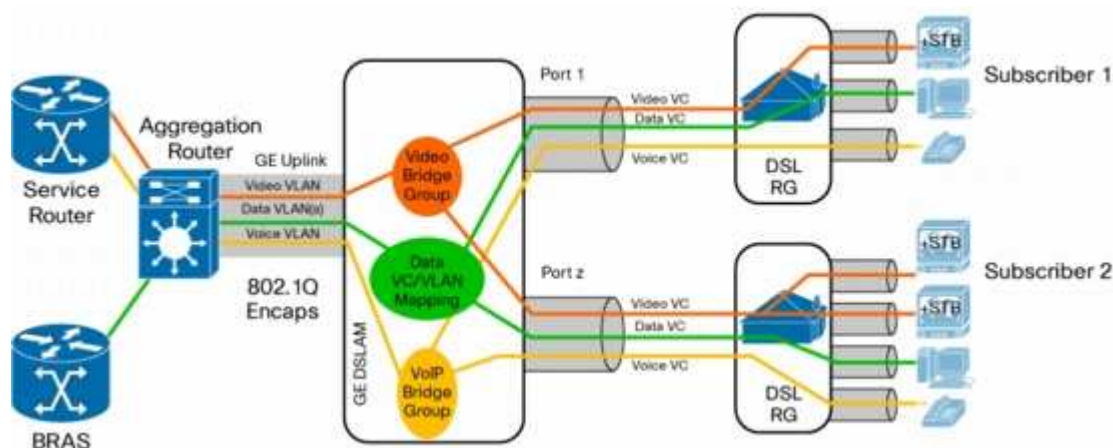 Service
Router
BRAS
Aggregation
Router
GE Uplink
Video VLAN
Data VLAN(s)
Voice VLAN
802.1Q
Encaps
GE DSLAM
Video
Bridge
Group
Data
VC/VLAN
Mapping
VoIP
Bridge
Group
Port 1
Video VC
Data VC
Voice VC
DSL
RG
+STB
Subscriber 1
Port z
Video VC
Data VC
Voice VC
DSL
RG
+STB
+STB
Subscriber 2